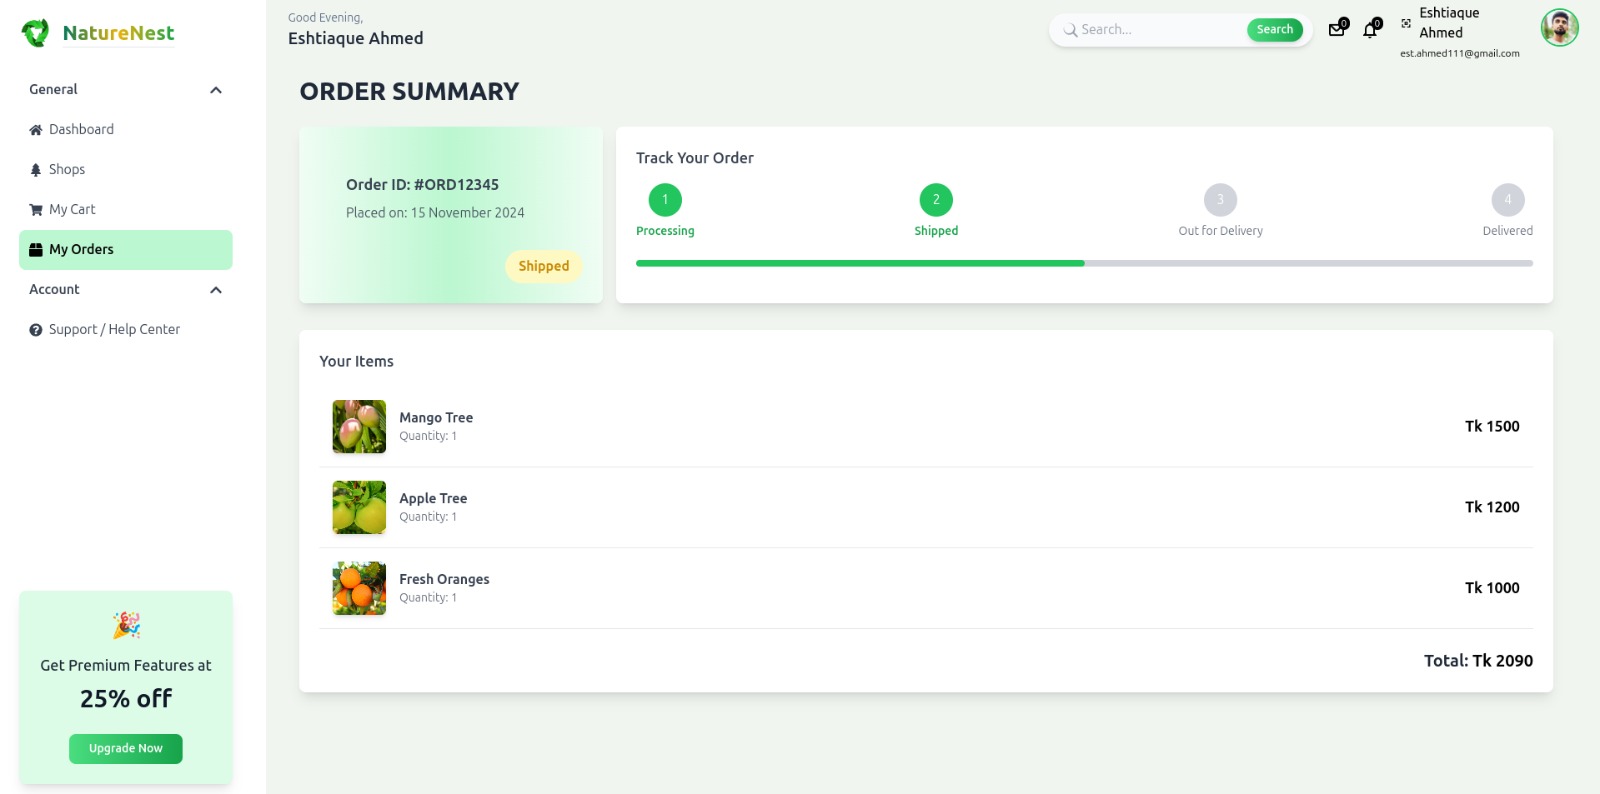 NatureNest
General
Dashboard
Shops
My Cart
My Orders
Account
Support / Help Center
Get Premium Features at
25% off
Upgrade Now
Good Evening,
Eshtiaque Ahmed
Search...
Search
0
0
Eshtiaque
Ahmed
est.ahmed111@gmail.com
ORDER SUMMARY
Order ID: #ORD12345
Placed on: 15 November 2024
Shipped
Track Your Order
1
2
3
4
Processing
Shipped
Out for Delivery
Delivered
Your Items
Mango Tree
Quantity: 1
Tk 1500
Apple Tree
Quantity: 1
Tk 1200
Fresh Oranges
Quantity: 1
Tk 1000
Total: Tk 2090